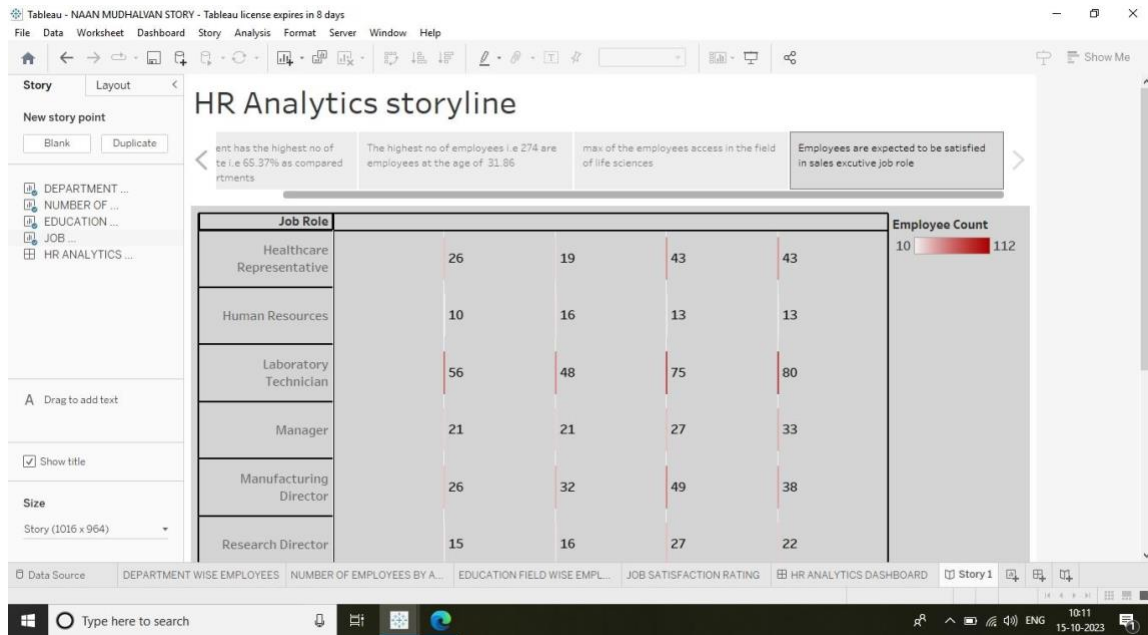 Tableau - NAAN MUDHALVAN STORY - Tableau license expires in 8 days
File Data Worksheet Dashboard Story Analysis Format Server Window Help
Show Me
Story Layout
New story point
Blank Duplicate
DEPARTMENT ...
NUMBER OF ...
EDUCATION ...
JOB ...
HR ANALYTICS ...
A Drag to add text
Show title
Size
Story (1016 x 964)
HR Analytics storyline
ent has the highest no of
te i.e 65.37% as compared
rtments
The highest no of employees i.e 274 are
employees at the age of 31.86
max of the employees access in the field
of life sciences
Employees are expected to be satisfied
in sales excutive job role
Job Role
Healthcare
Representative
26 19 43 43
Human Resources 10 16 13 13
Laboratory
Technician
56 48 75 80
Manager 21 21 27 33
Manufacturing
Director
26 32 49 38
Research Director 15 16 27 22
Employee Count
10 112
Data Source DEPARTMENT WISE EMPLOYEES NUMBER OF EMPLOYEES BY A... EDUCATION FIELD WISE EMPL... JOB SATISFACTION RATING HR ANALYTICS DASHBOARD Story 1
Type here to search
ENG
10:11
15-10-2023
1